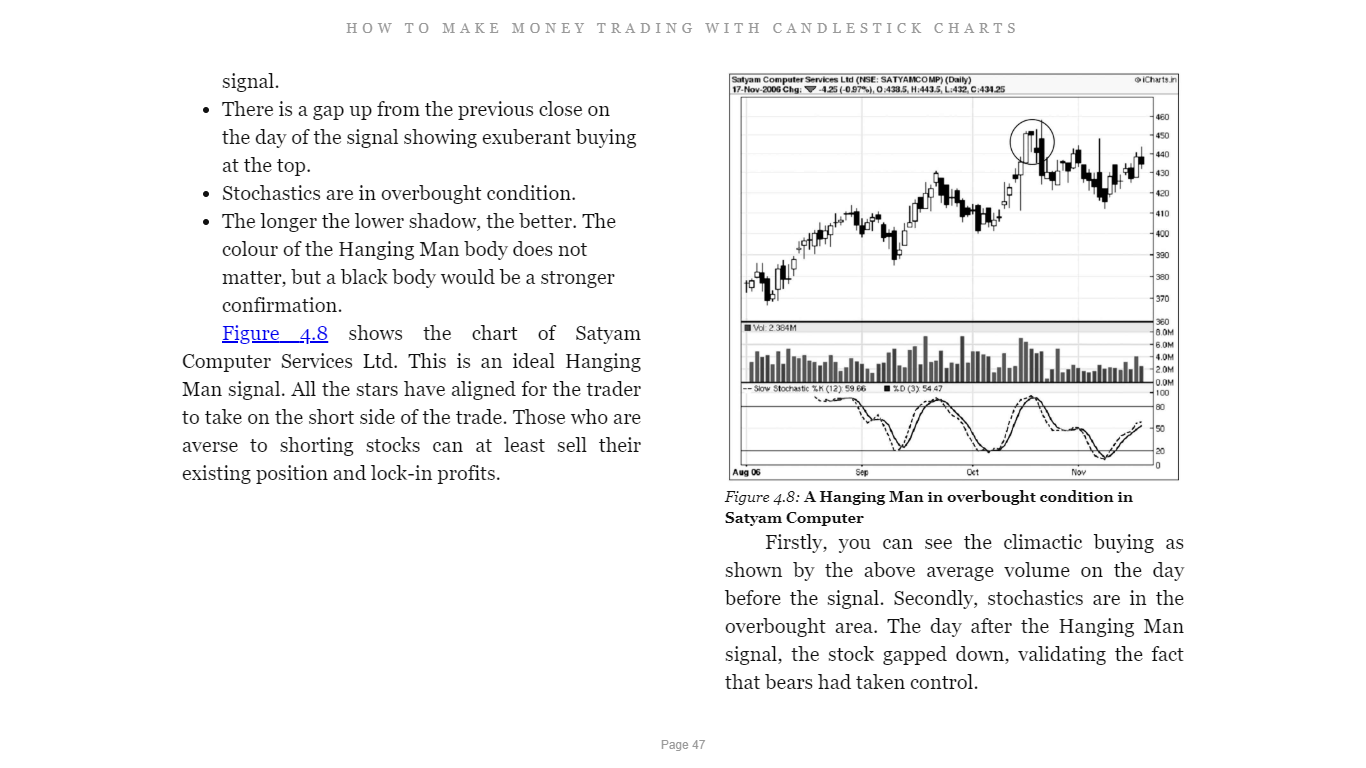 HOW TO MAKE MONEY TRADING WITH CANDLESTICK CHARTS
signal.
• There is a gap up from the previous close on
the day of the signal showing exuberant buying
at the top.
• Stochastics are in overbought condition.
• The longer the lower shadow, the better. The
colour of the Hanging Man body does not
matter, but a black body would be a stronger
confirmation.
Figure 4.8 shows the chart of Satyam
Computer Services Ltd. This is an ideal Hanging
Man signal. All the stars have aligned for the trader
to take on the short side of the trade. Those who are
averse to shorting stocks can at least sell their
existing position and lock-in profits.
Satyam Computer Services Ltd (NSE: SATYAMCOMP) (Daily) © iCharts.in
17-Nov-2006 Chg: -4.25 (-0.97%), O:438.5, H:443.5, L:432, C:434.25
460
450
440
430
420
410
400
390
380
370
360
Vol: 2.384M
8.0M
6.0M
4.0M
2.0M
0.0M
Slow Stochastic %K (12): 59.66 %D (3): 54.47
100
80
50
20
0
Aug 06 Sep Oct Nov
Figure 4.8: A Hanging Man in overbought condition in
Satyam Computer
Firstly, you can see the climactic buying as
shown by the above average volume on the day
before the signal. Secondly, stochastics are in the
overbought area. The day after the Hanging Man
signal, the stock gapped down, validating the fact
that bears had taken control.
Page 47